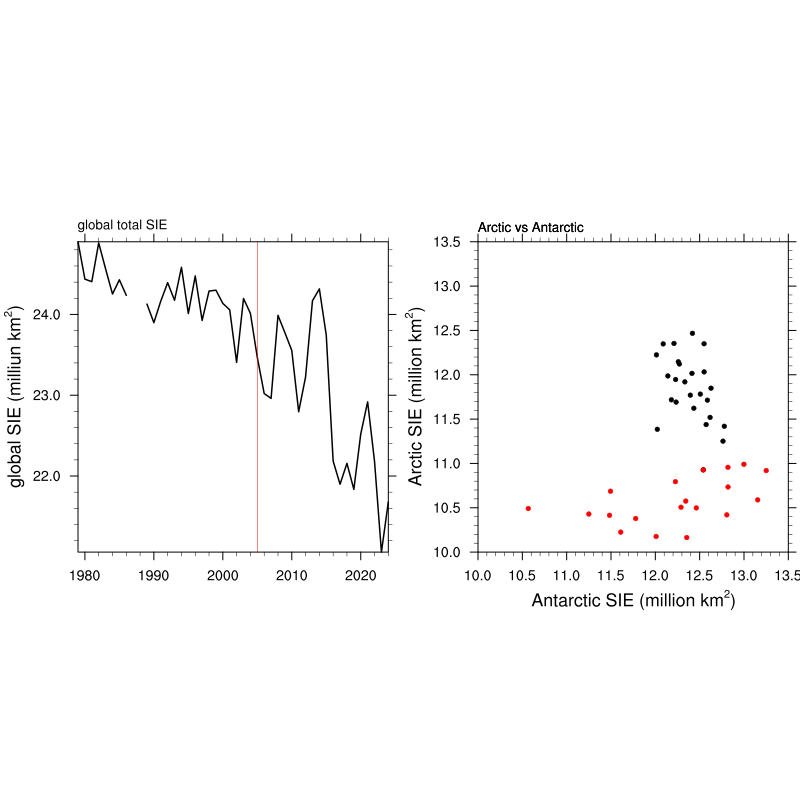 global total SIE
global SIE (milliun km²)
24.0
23.0
22.0
1980 1990 2000 2010 2020
Arctic vs Antarctic
Arctic SIE (million km²)
13.5
13.0
12.5
12.0
11.5
11.0
10.5
10.0
10.0 10.5 11.0 11.5 12.0 12.5 13.0 13.5
Antarctic SIE (million km²)